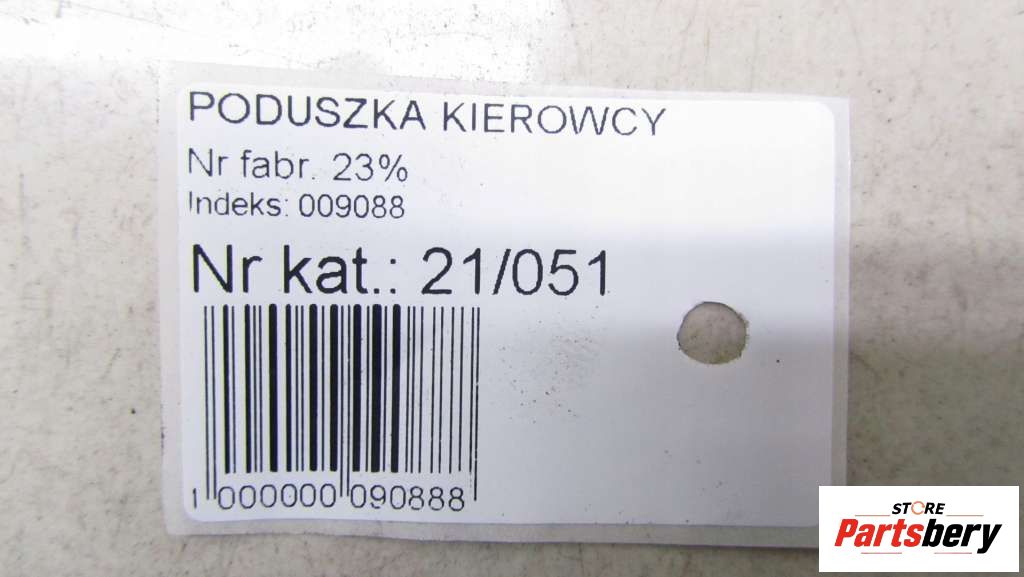 PODUSZKA KIEROWCY
Nr fabr. 23%
Indeks: 009088
Nr kat.: 21/051
1 000000 090888
STORE
Partsbery